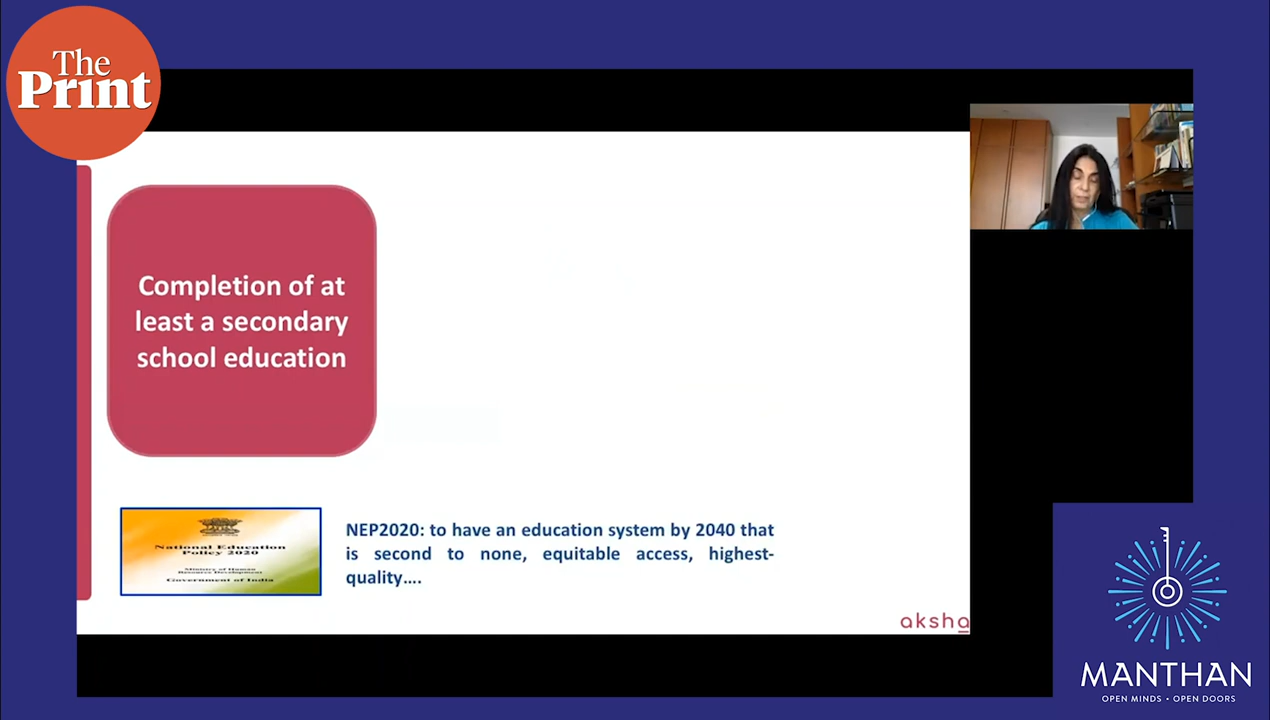 The
Print
Completion of at
least a secondary
school education
National Education
Policy 2020
Ministry of Human
Resource Development
Government of India
NEP2020: to have an education system by 2040 that
is second to none, equitable access, highest-
quality....
aksha
MANTHAN
OPEN MINDS • OPEN DOORS